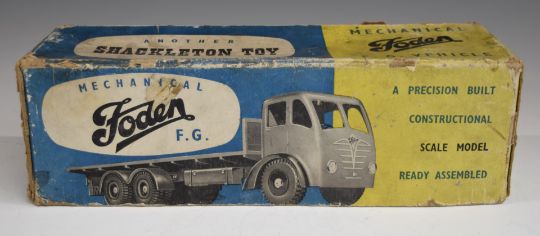 ANOTHER
SHACKLETON TOY
MECHANICAL
Foden
VEHICLE
MECHANICAL
Foden
F.G.
A PRECISION BUILT
CONSTRUCTIONAL
SCALE MODEL
READY ASSEMBLED